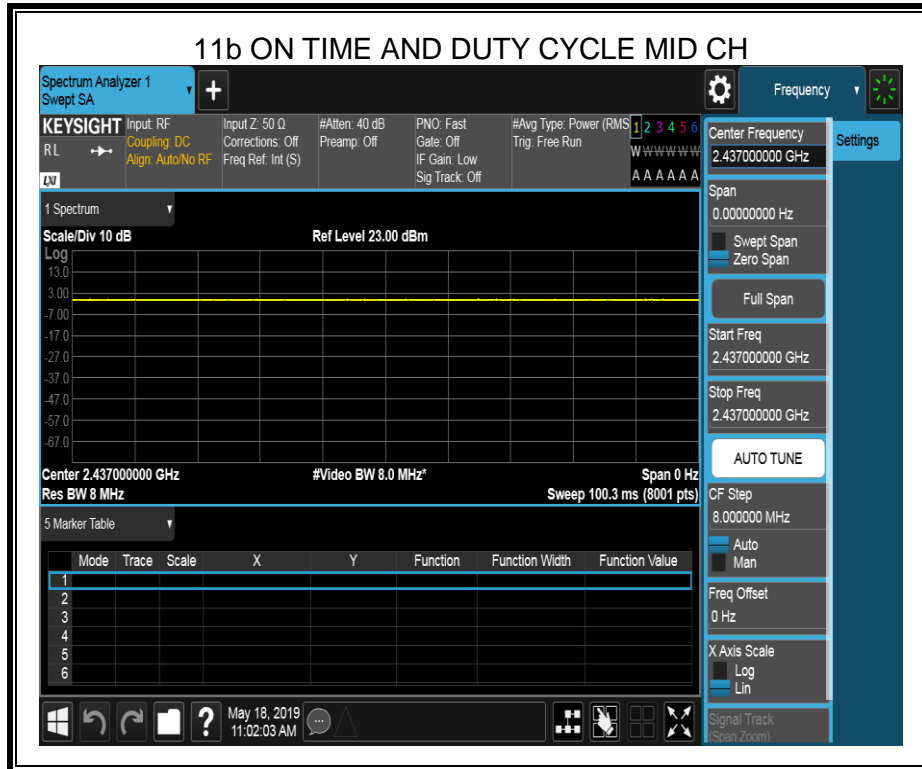 11b ON TIME AND DUTY CYCLE MID CH
Spectrum Analyzer 1
Swept SA
+
Frequency
KEYSIGHT
RL
LXI
Input: RF
Coupling: DC
Align: Auto/No RF
Input Z: 50 Ω
Corrections: Off
Freq Ref: Int (S)
#Atten: 40 dB
Preamp: Off
PNO: Fast
Gate: Off
IF Gain: Low
Sig Track: Off
#Avg Type: Power (RMS
Trig: Free Run
1 2 3 4 5 6
W W W W W W
A A A A A A
1 Spectrum
Scale/Div 10 dB
Ref Level 23.00 dBm
Log
13.0
3.00
-7.00
-17.0
-27.0
-37.0
-47.0
-57.0
-67.0
Center 2.437000000 GHz
#Video BW 8.0 MHz*
Span 0 Hz
Res BW 8 MHz
Sweep 100.3 ms (8001 pts)
5 Marker Table
Mode Trace Scale X Y Function Function Width Function Value
1
2
3
4
5
6
?
May 18, 2019
11:02:03 AM
Center Frequency
2.437000000 GHz
Settings
Span
0.00000000 Hz
Swept Span
Zero Span
Full Span
Start Freq
2.437000000 GHz
Stop Freq
2.437000000 GHz
AUTO TUNE
CF Step
8.000000 MHz
Auto
Man
Freq Offset
0 Hz
X Axis Scale
Log
Lin
Signal Track
(Span Zoom)